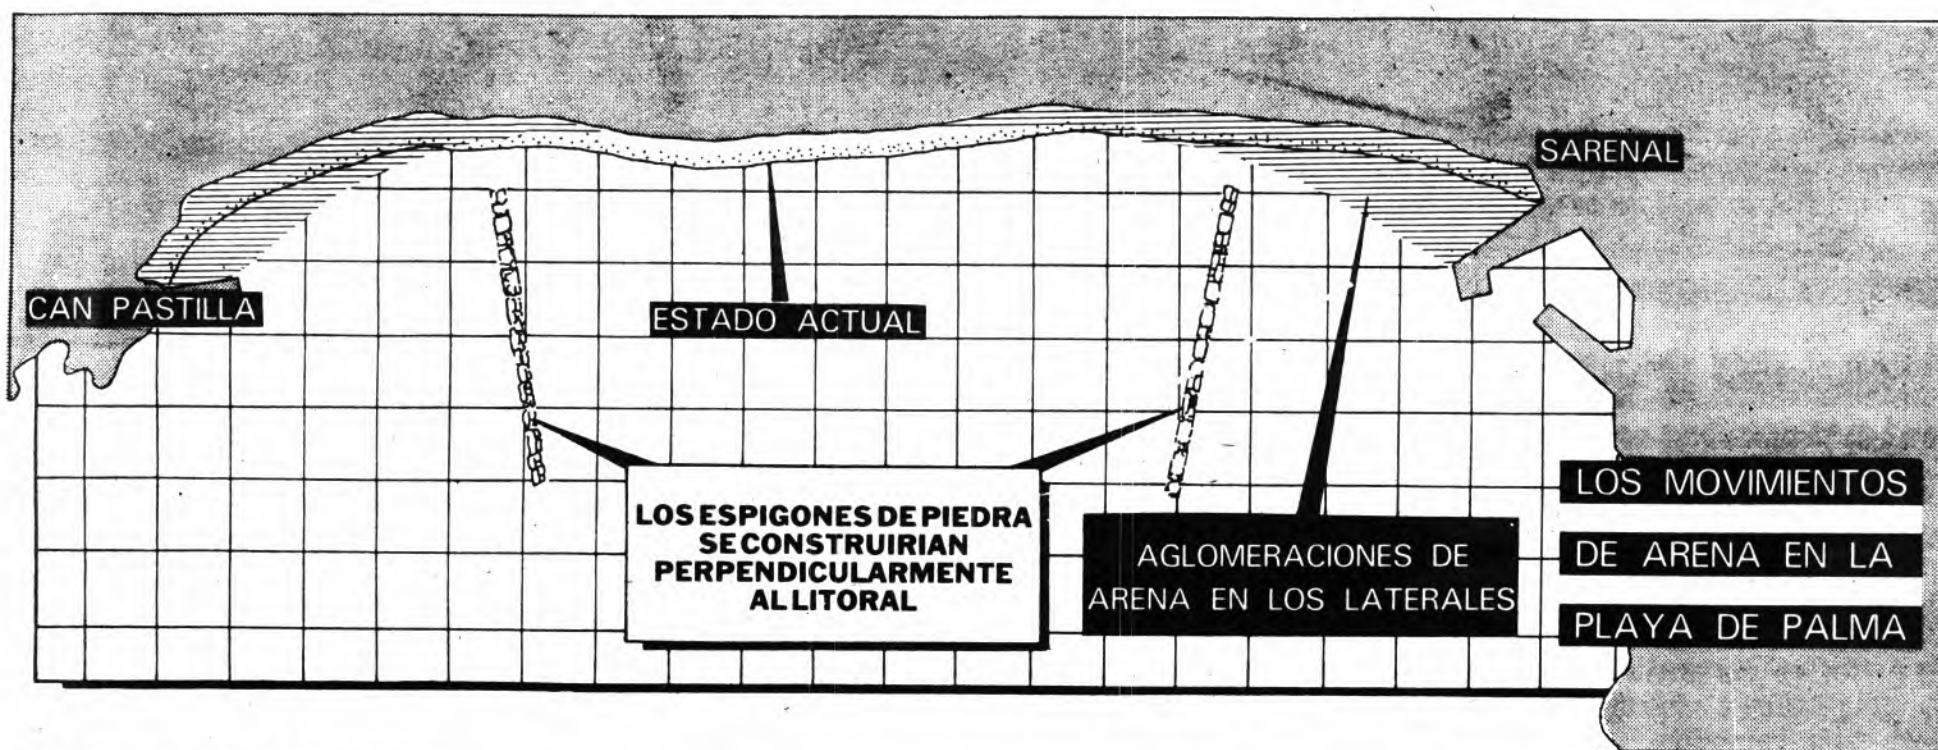 SARENAL
CAN PASTILLA
ESTADO ACTUAL
LOS ESPIGONES DE PIEDRA
SE CONSTRUIRIAN
PERPENDICULARMENTE
AL LITORAL
AGLOMERACIONES DE
ARENA EN LOS LATERALES
LOS MOVIMIENTOS
DE ARENA EN LA
PLAYA DE PALMA